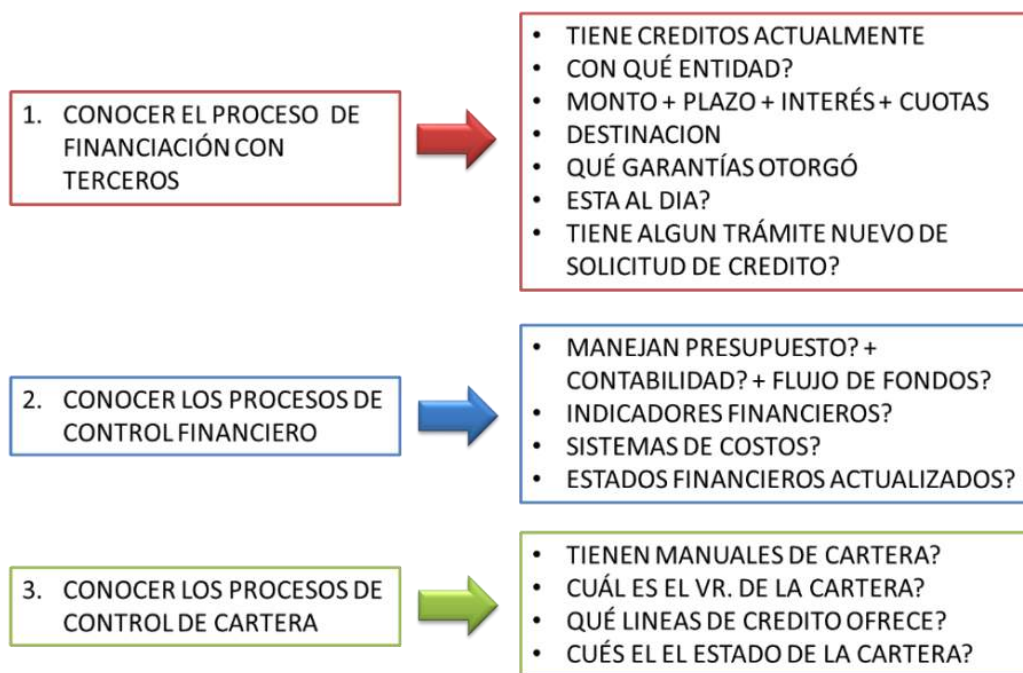 1. CONOCER EL PROCESO DE
FINANCIACIÓN CON
TERCEROS
• TIENE CREDITOS ACTUALMENTE
• CON QUÉ ENTIDAD?
• MONTO + PLAZO + INTERÉS + CUOTAS
• DESTINACION
• QUÉ GARANTÍAS OTORGÓ
• ESTA AL DIA?
• TIENE ALGUN TRÁMITE NUEVO DE
SOLICITUD DE CREDITO?
2. CONOCER LOS PROCESOS DE
CONTROL FINANCIERO
• MANEJAN PRESUPUESTO? +
CONTABILIDAD? + FLUJO DE FONDOS?
• INDICADORES FINANCIEROS?
• SISTEMAS DE COSTOS?
• ESTADOS FINANCIEROS ACTUALIZADOS?
3. CONOCER LOS PROCESOS DE
CONTROL DE CARTERA
• TIENEN MANUALES DE CARTERA?
• CUÁL ES EL VR. DE LA CARTERA?
• QUÉ LINEAS DE CREDITO OFRECE?
• CUÉS EL EL ESTADO DE LA CARTERA?